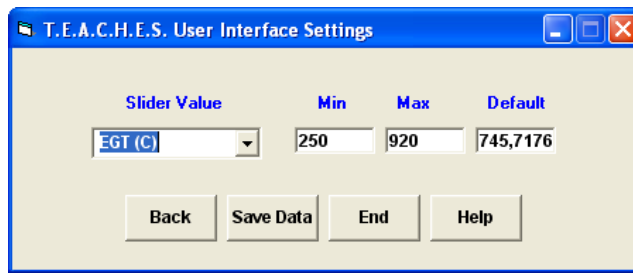 T.E.A.C.H.E.S. User Interface Settings
Slider Value Min Max Default
EGT (C) 250 920 745,7176
Back Save Data End Help